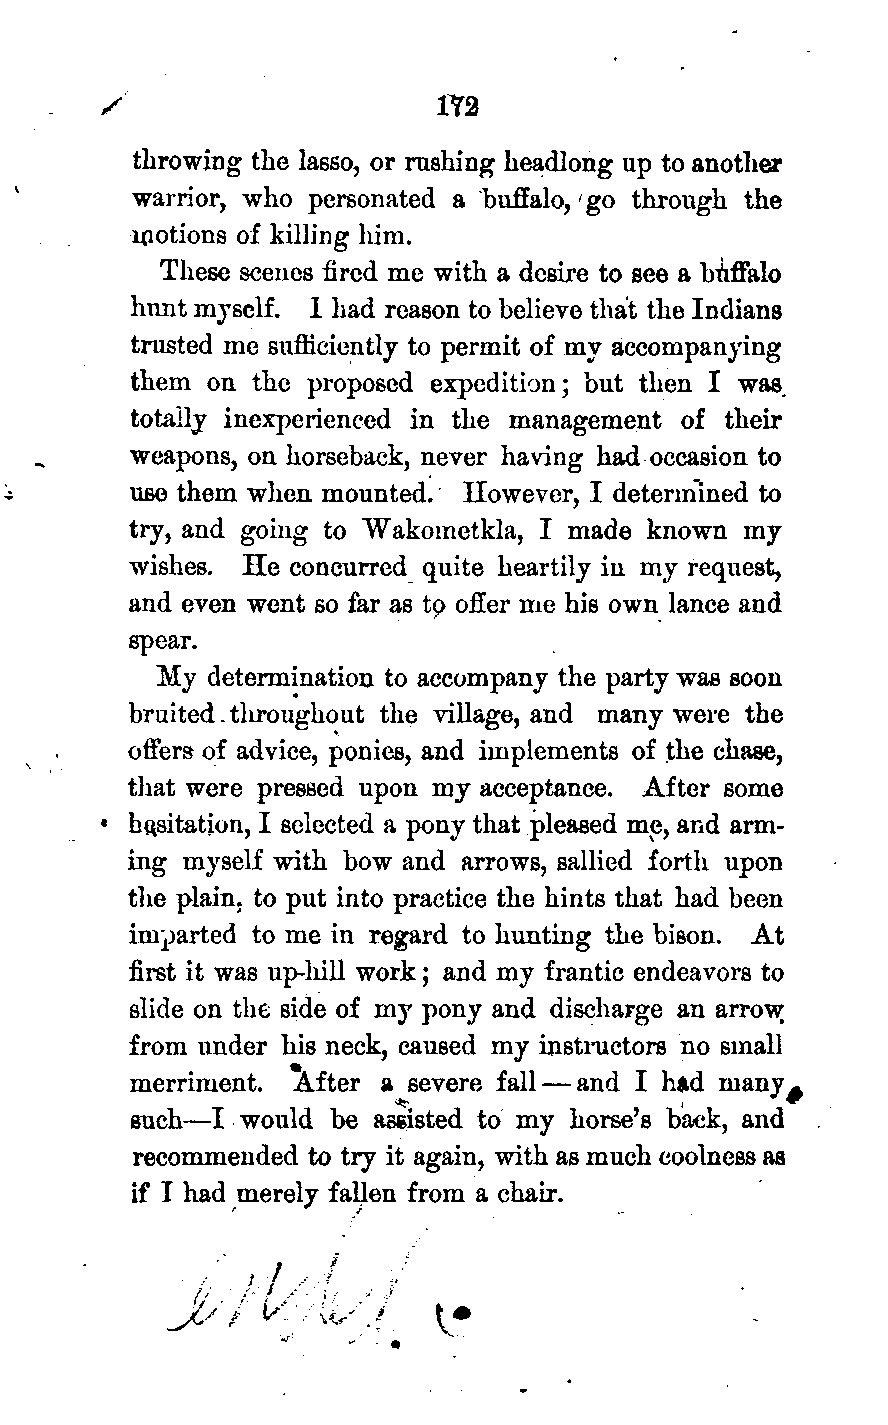 172
throwing the lasso, or rushing headlong up to another
warrior, who personated a buffalo, go through the
motions of killing him.
These scenes fired me with a desire to see a buffalo
hunt myself. I had reason to believe that the Indians
trusted me sufficiently to permit of my accompanying
them on the proposed expedition; but then I was
totally inexperienced in the management of their
weapons, on horseback, never having had occasion to
use them when mounted. However, I determined to
try, and going to Wakometkla, I made known my
wishes. He concurred quite heartily in my request,
and even went so far as to offer me his own lance and
spear.
My determination to accompany the party was soon
bruited throughout the village, and many were the
offers of advice, ponies, and implements of the chase,
that were pressed upon my acceptance. After some
hesitation, I selected a pony that pleased me, and arm-
ing myself with bow and arrows, sallied forth upon
the plain, to put into practice the hints that had been
imparted to me in regard to hunting the bison. At
first it was up-hill work; and my frantic endeavors to
slide on the side of my pony and discharge an arrow
from under his neck, caused my instructors no small
merriment. After a severe fall—and I had many
such—I would be assisted to my horse's back, and
recommended to try it again, with as much coolness as
if I had merely fallen from a chair.